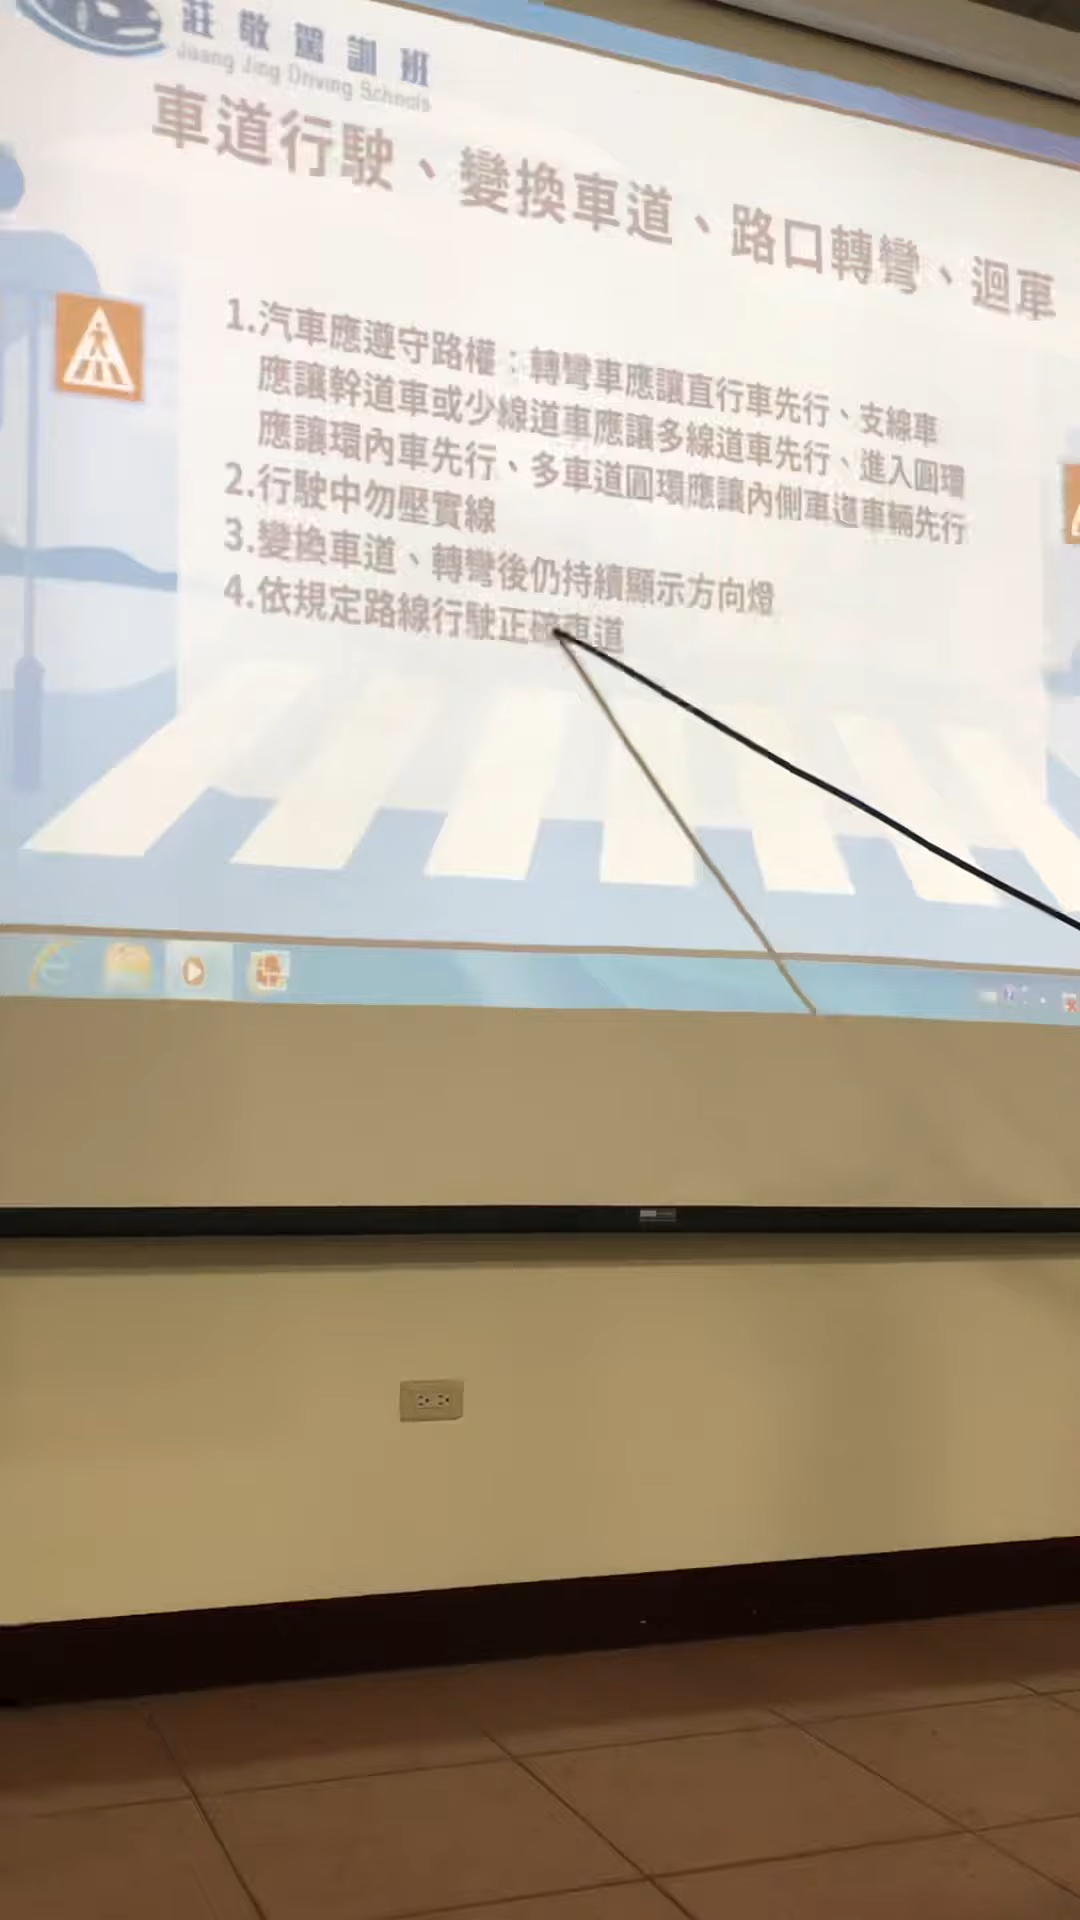 莊敬駕訓班
Juang Jing Driving Schools
車道行駛、變換車道、路口轉彎、迴車
1.汽車應遵守路權：轉彎車應讓直行車先行、支線車
應讓幹道車或少線道車應讓多線道車先行、進入圓環
應讓環內車先行、多車道圓環應讓內側車道車輛先行
2.行駛中勿壓實線
3.變換車道、轉彎後仍持續顯示方向燈
4.依規定路線行駛正確車道